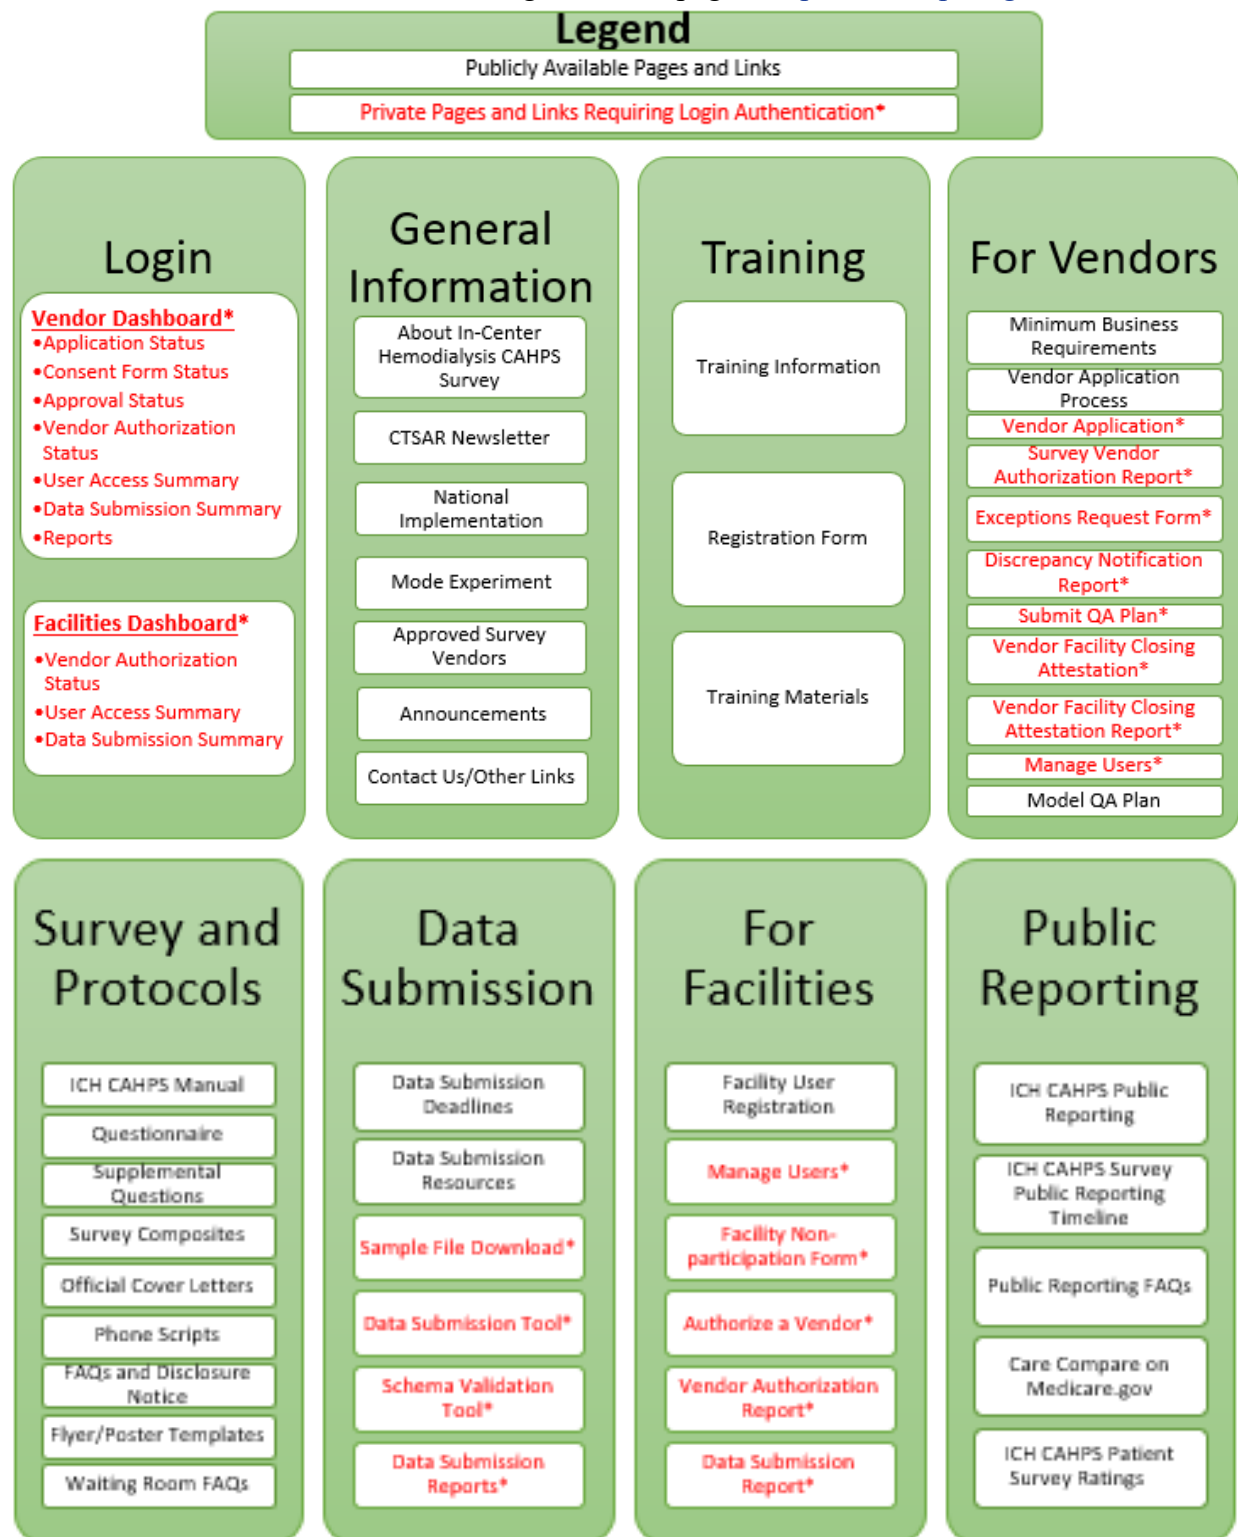 Legend
Publicly Available Pages and Links
Private Pages and Links Requiring Login Authentication*
Login
Vendor Dashboard*
•Application Status
•Consent Form Status
•Approval Status
•Vendor Authorization
Status
•User Access Summary
•Data Submission Summary
•Reports
Facilities Dashboard*
•Vendor Authorization
Status
•User Access Summary
•Data Submission Summary
General
Information
About In-Center
Hemodialysis CAHPS
Survey
CTSAR Newsletter
National
Implementation
Mode Experiment
Approved Survey
Vendors
Announcements
Contact Us/Other Links
Training
Training Information
Registration Form
Training Materials
For Vendors
Minimum Business
Requirements
Vendor Application
Process
Vendor Application*
Survey Vendor
Authorization Report*
Exceptions Request Form*
Discrepancy Notification
Report*
Submit QA Plan*
Vendor Facility Closing
Attestation*
Vendor Facility Closing
Attestation Report*
Manage Users*
Model QA Plan
Survey and
Protocols
ICH CAHPS Manual
Questionnaire
Supplemental
Questions
Survey Composites
Official Cover Letters
Phone Scripts
FAQs and Disclosure
Notice
Flyer/Poster Templates
Waiting Room FAQs
Data
Submission
Data Submission
Deadlines
Data Submission
Resources
Sample File Download*
Data Submission Tool*
Schema Validation
Tool*
Data Submission
Reports*
For
Facilities
Facility User
Registration
Manage Users*
Facility Non-
participation Form*
Authorize a Vendor*
Vendor Authorization
Report*
Data Submission
Report*
Public
Reporting
ICH CAHPS Public
Reporting
ICH CAHPS Survey
Public Reporting
Timeline
Public Reporting FAQs
Care Compare on
Medicare.gov
ICH CAHPS Patient
Survey Ratings